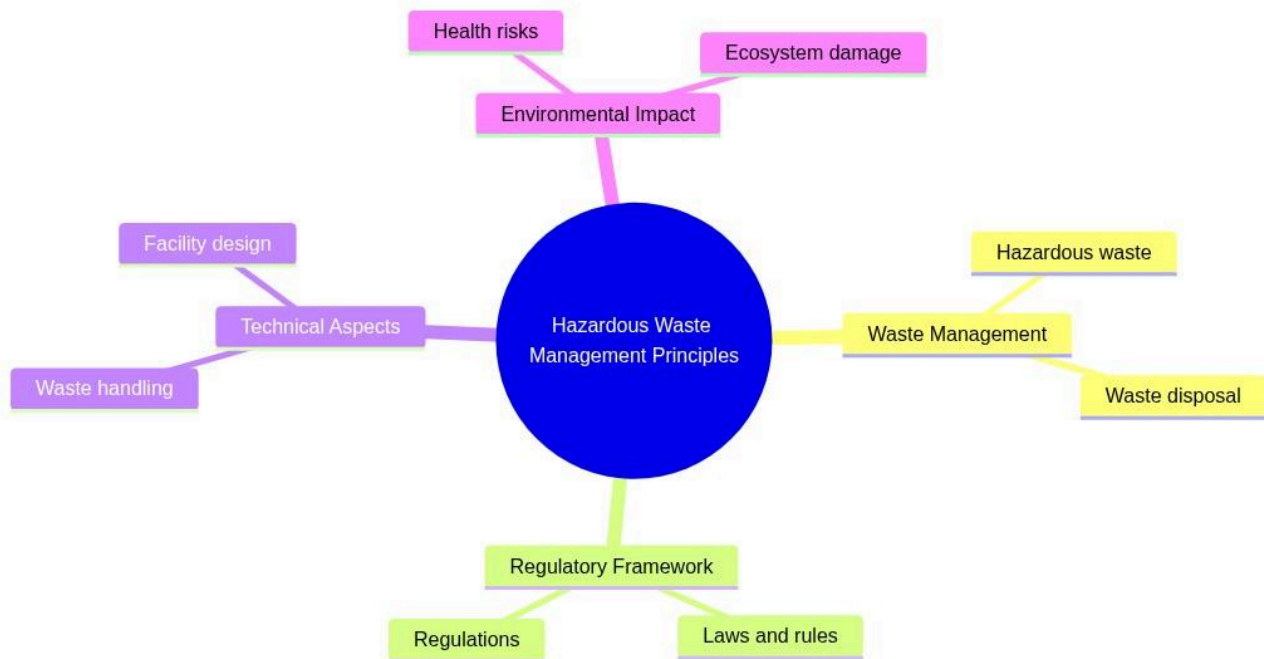 Health risks
Ecosystem damage
Environmental Impact
Facility design
Hazardous waste
Technical Aspects
Hazardous Waste
Management Principles
Waste Management
Waste handling
Waste disposal
Regulatory Framework
Regulations
Laws and rules